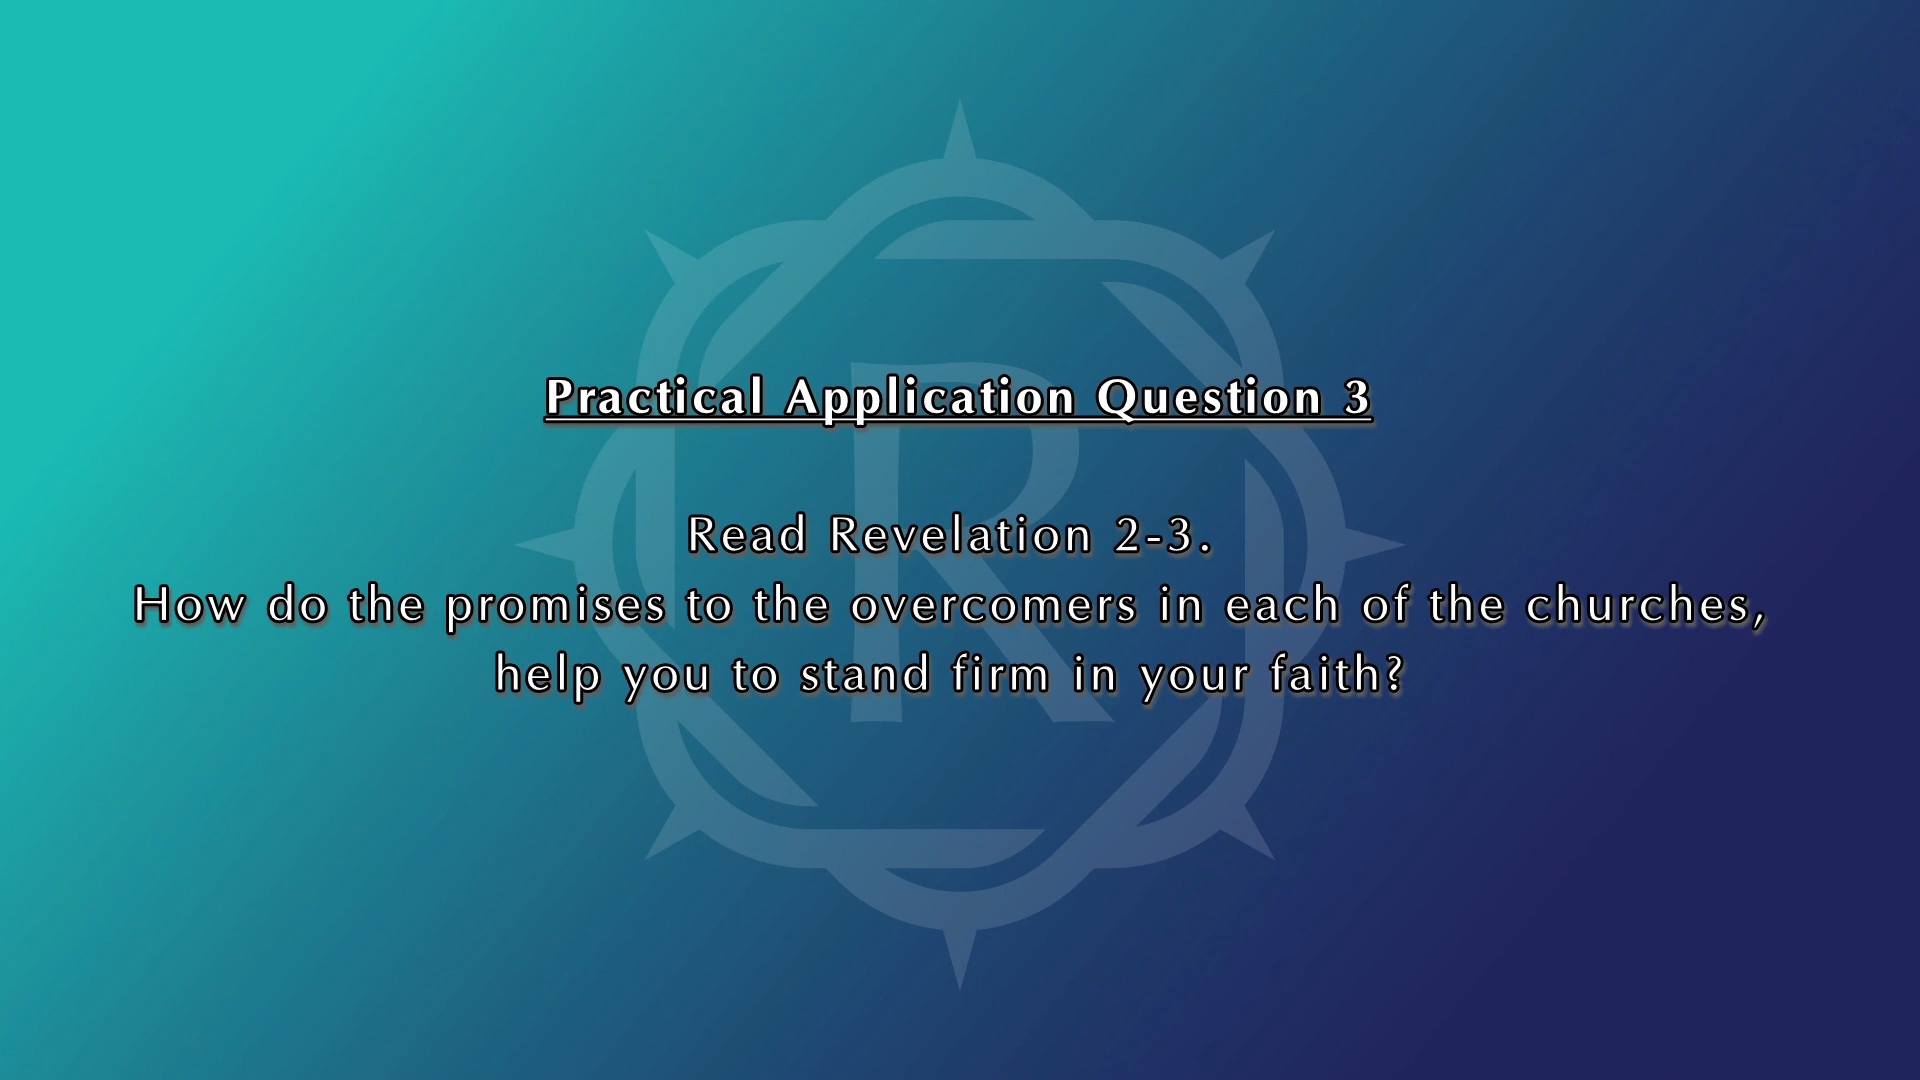 Practical Application Question 3
Read Revelation 2-3.
How do the promises to the overcomers in each of the churches,
help you to stand firm in your faith?
R